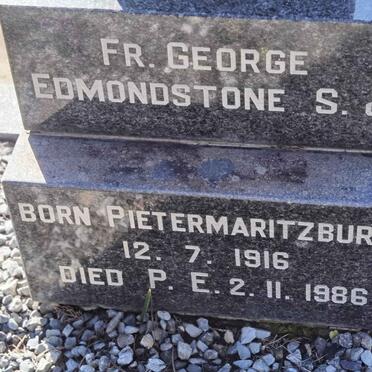 FR. GEORGE
EDMONDSTONE S.
BORN PIETERMARITZBUR
12. 7. 1916
DIED P. E. 2. 11. 1986